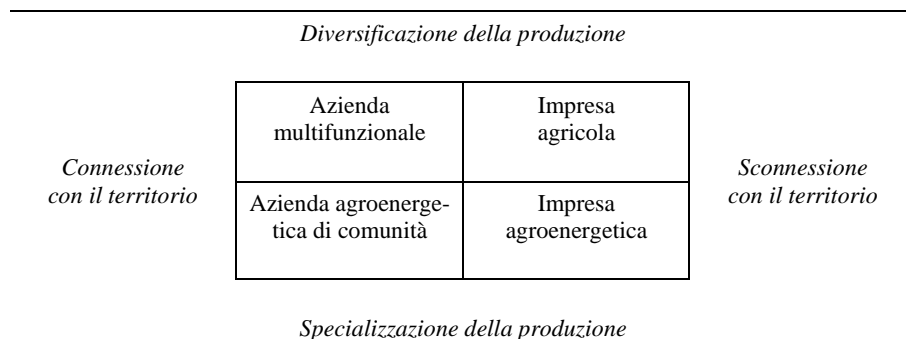 Diversificazione della produzione
Azienda
multifunzionale
Impresa
agricola
Connessione
con il territorio
Sconnessione
con il territorio
Azienda agroenerge-
tica di comunità
Impresa
agroenergetica
Specializzazione della produzione